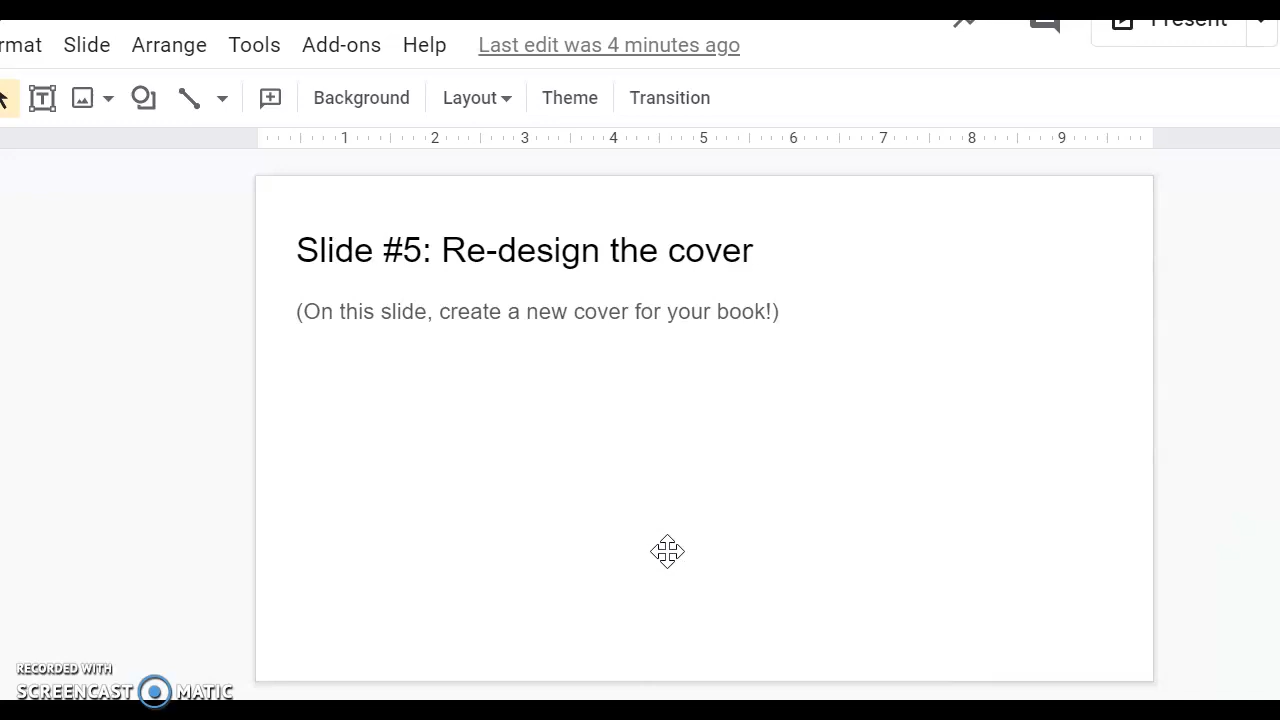 Present
rmat Slide Arrange Tools Add-ons Help Last edit was 4 minutes ago
Background Layout Theme Transition
1 2 3 4 5 6 7 8 9
Slide #5: Re-design the cover
(On this slide, create a new cover for your book!)
RECORDED WITH
SCREENCAST MATIC